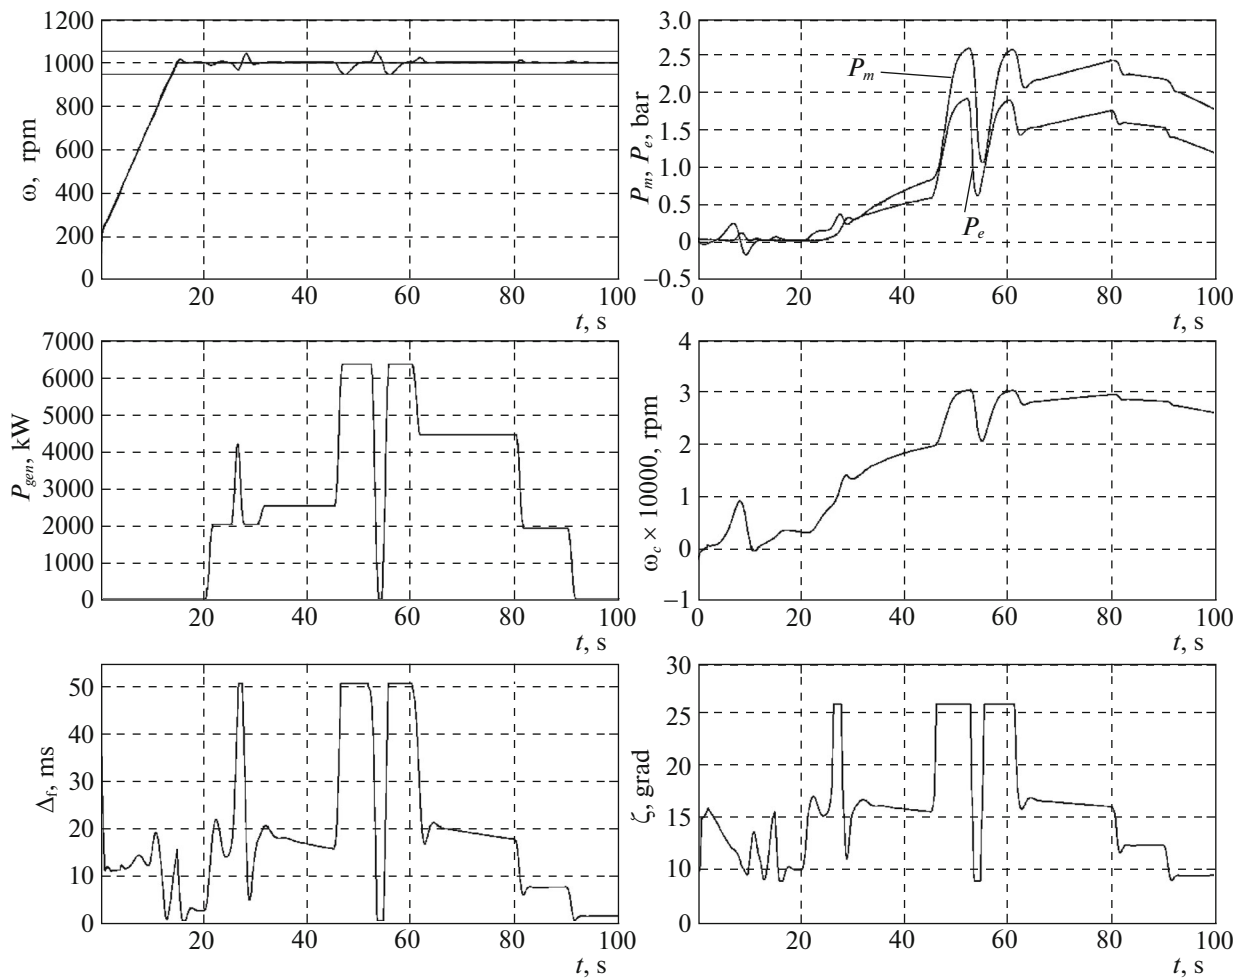 1200
1000
800
600
400
200
0
ω, rpm
20 40 60 80 100
t, s
3.0
2.5
2.0
1.5
1.0
0.5
0
–0.5
P_m, P_e, bar
P_m
P_e
0 20 40 60 80 100
t, s
7000
6000
5000
4000
3000
2000
1000
0
P_gen, kW
20 40 60 80 100
t, s
4
3
2
1
0
–1
ω_c × 10000, rpm
0 20 40 60 80 100
t, s
50
40
30
20
10
0
Δ_f, ms
20 40 60 80 100
t, s
30
25
20
15
10
0
ζ, grad
0 20 40 60 80 100
t, s